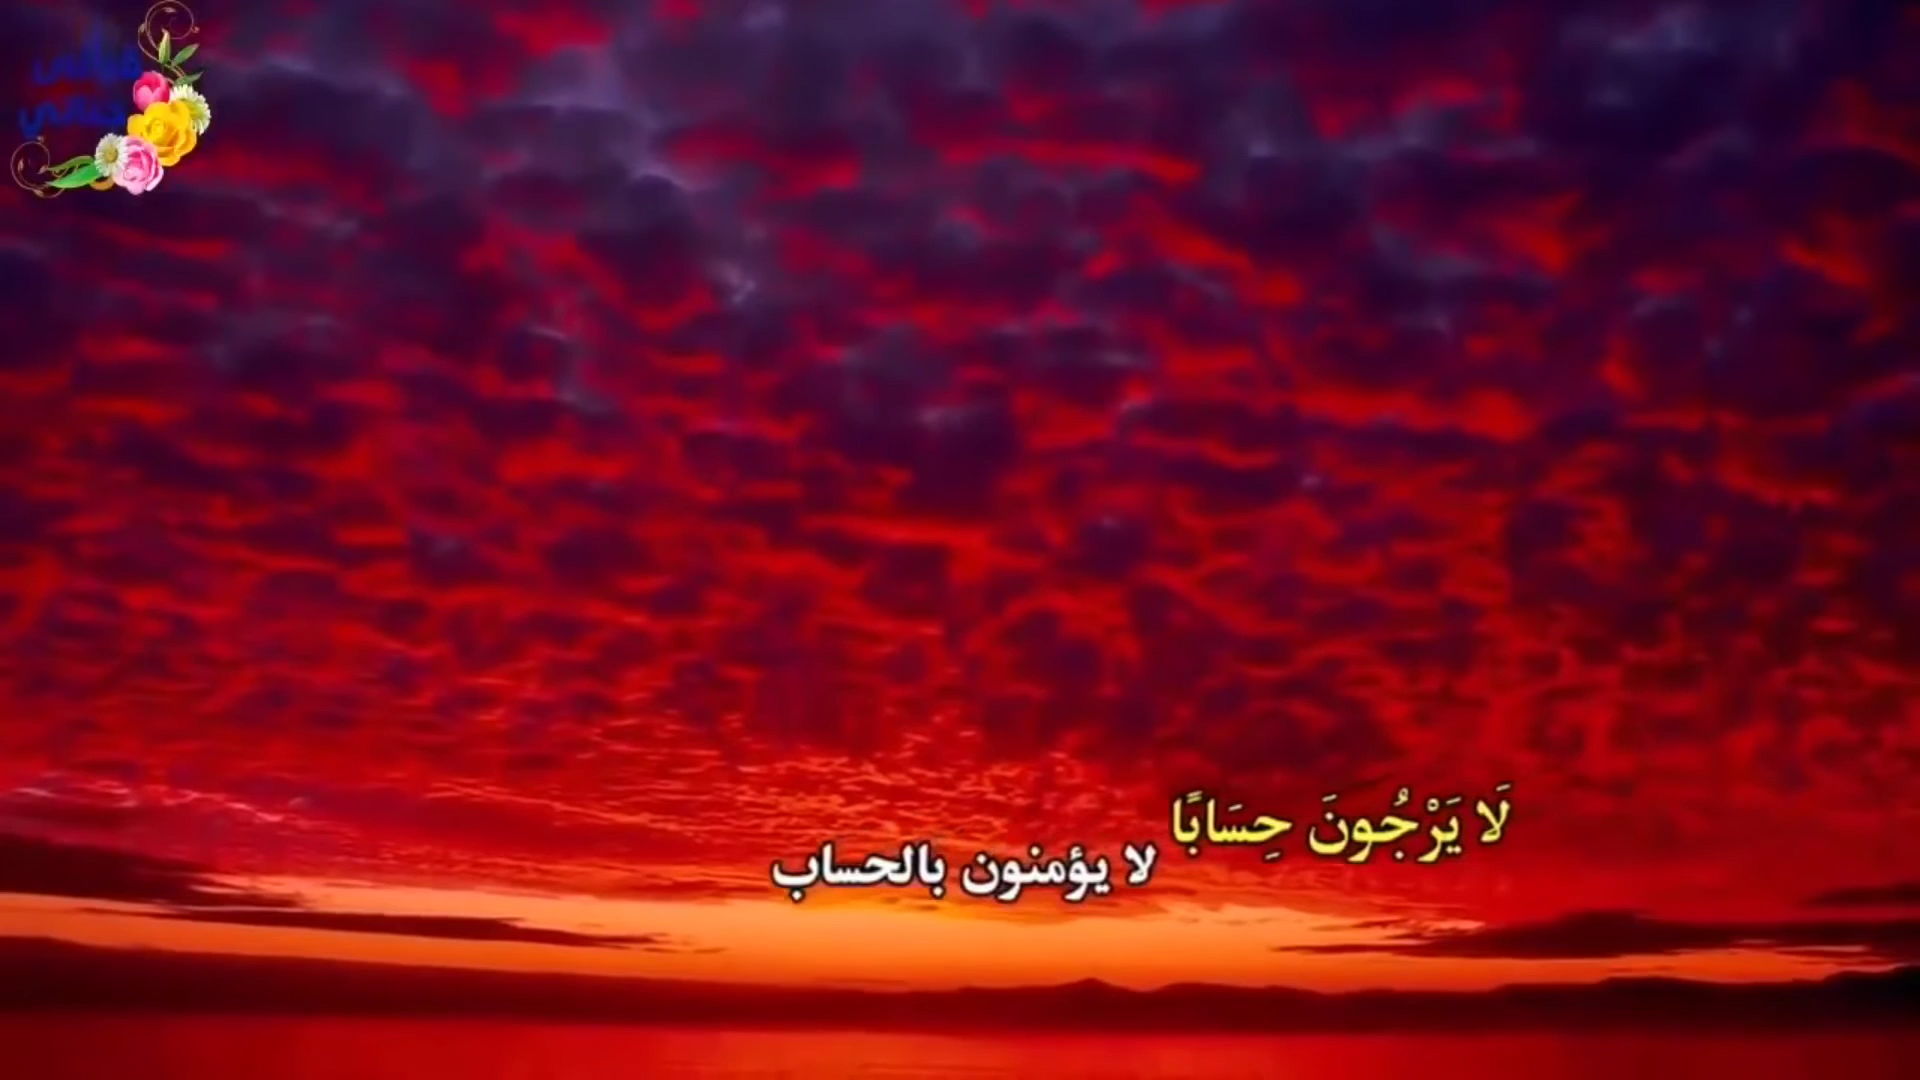 لَا يَرْجُونَ حِسَابًا
لا يؤمنون بالحساب